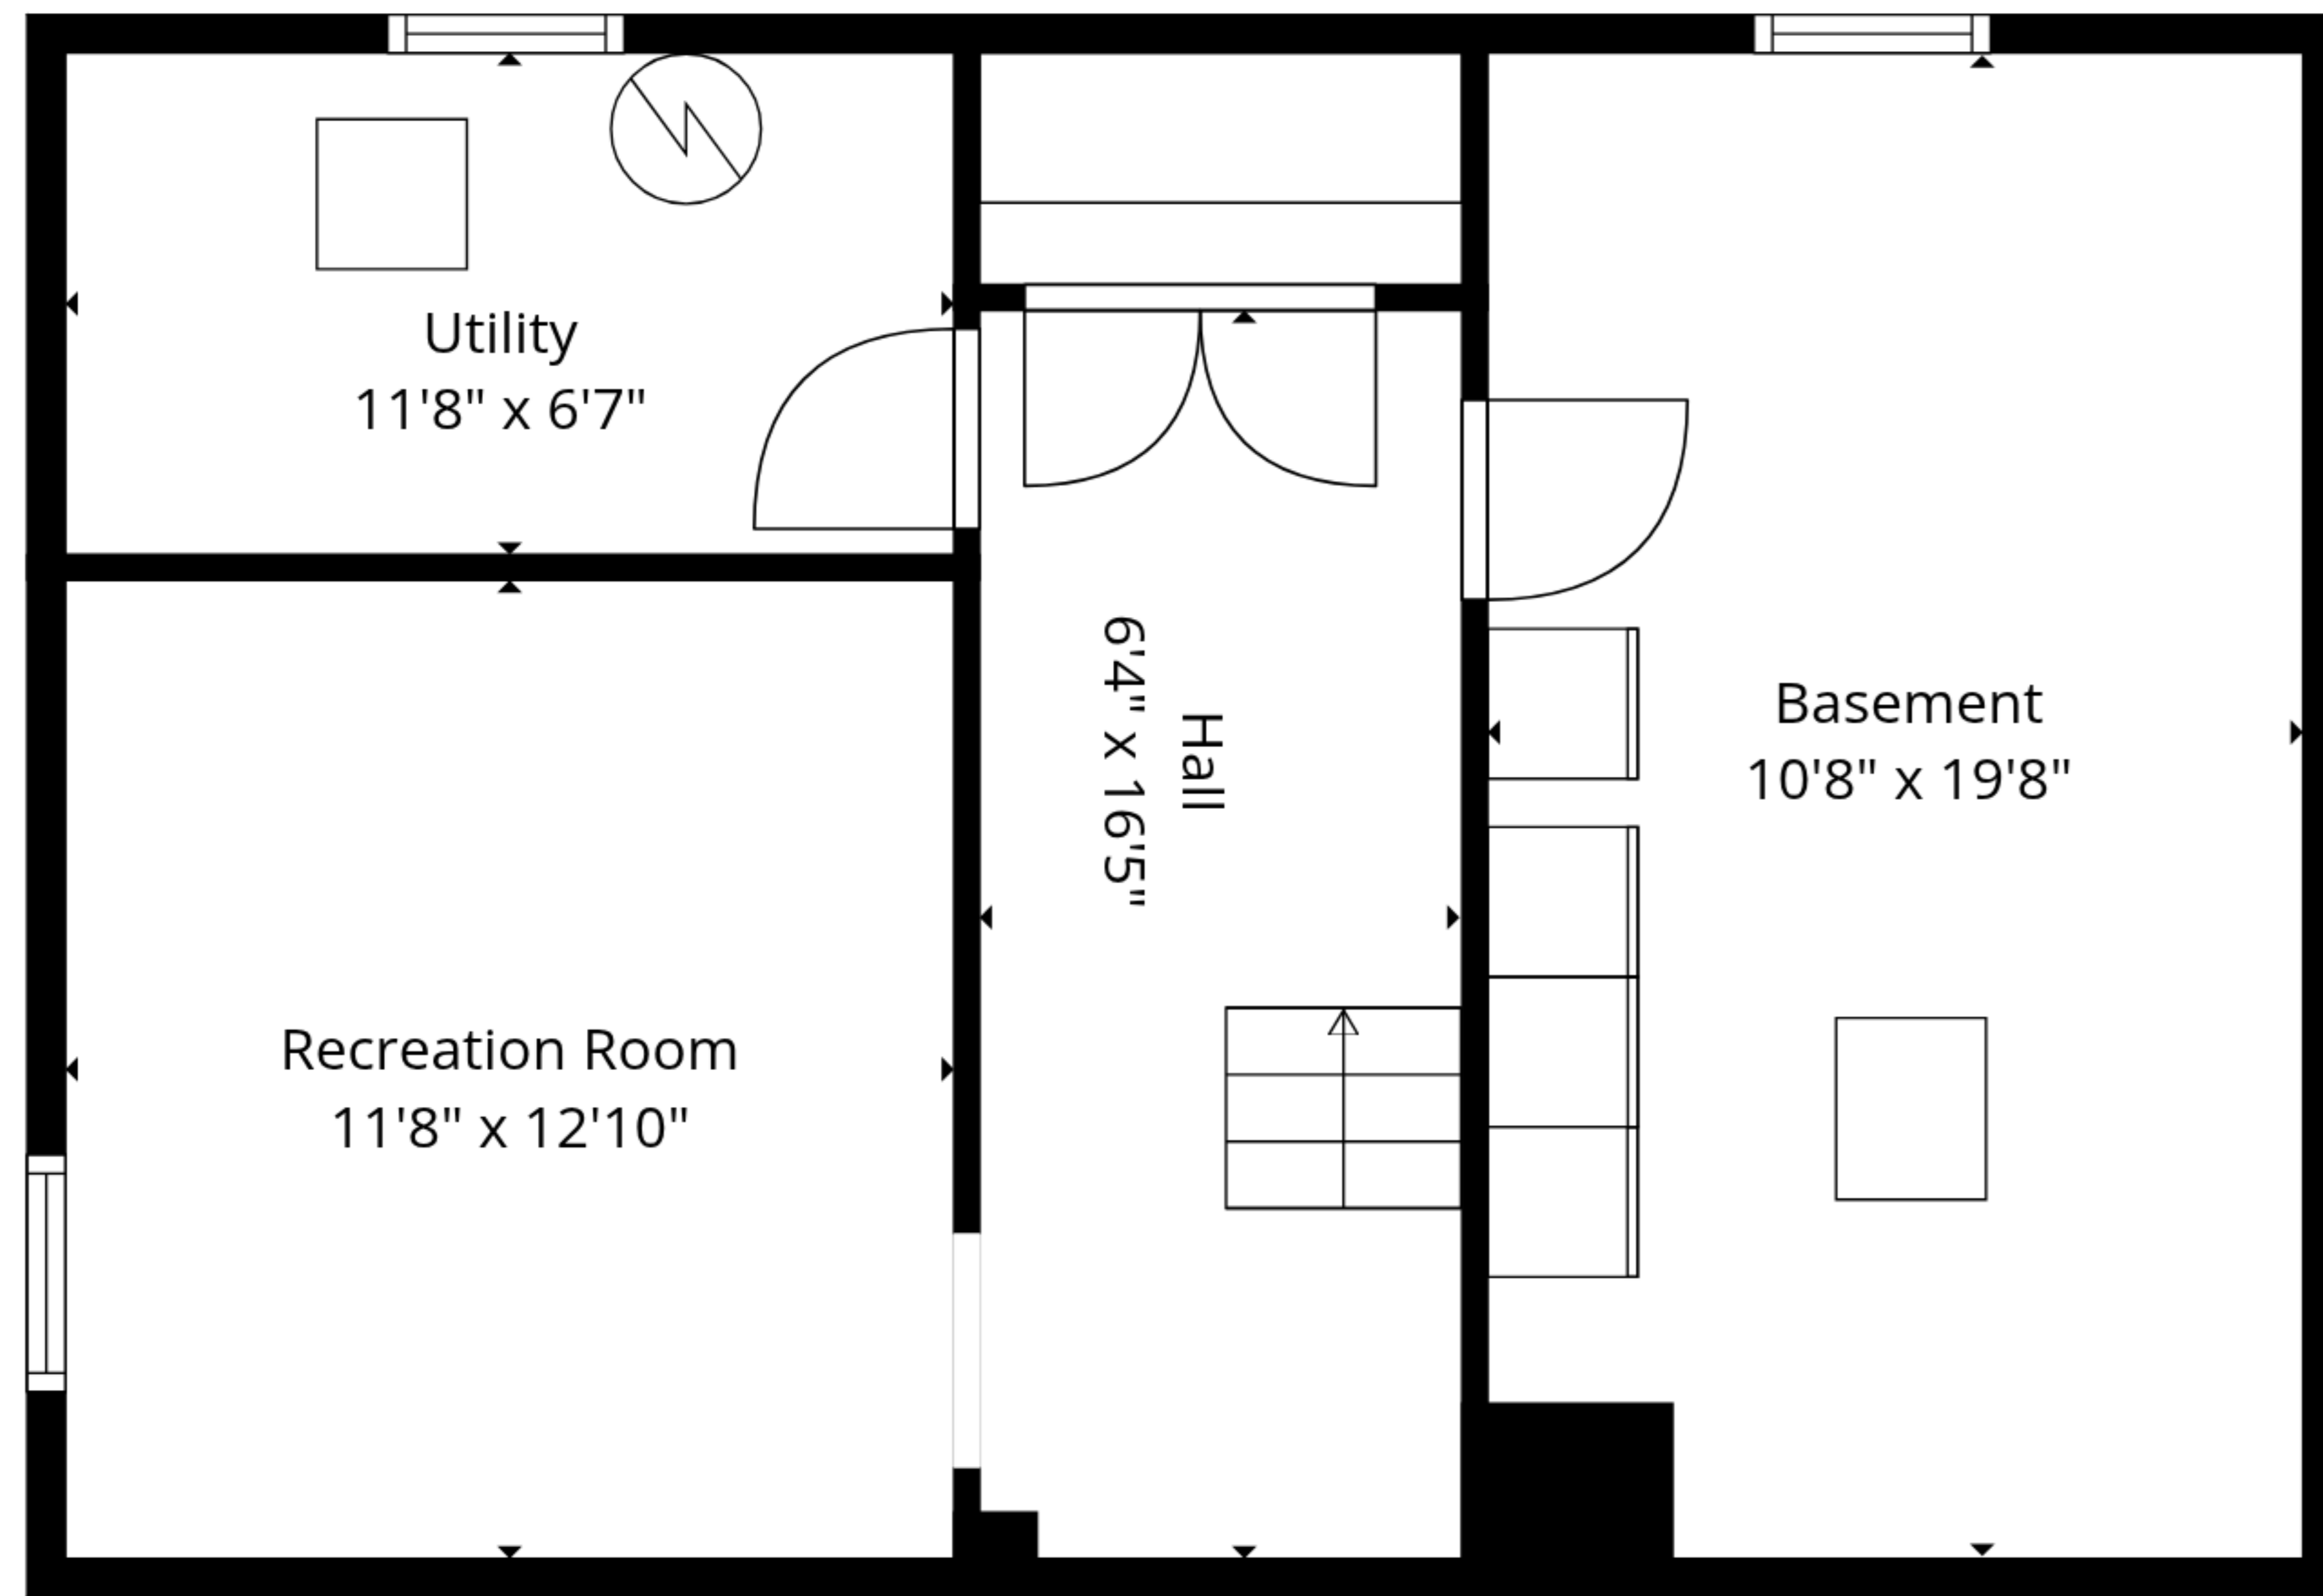 Utility
11'8" x 6'7"
Hall
6'4" x 16'5"
Basement
10'8" x 19'8"
Recreation Room
11'8" x 12'10"